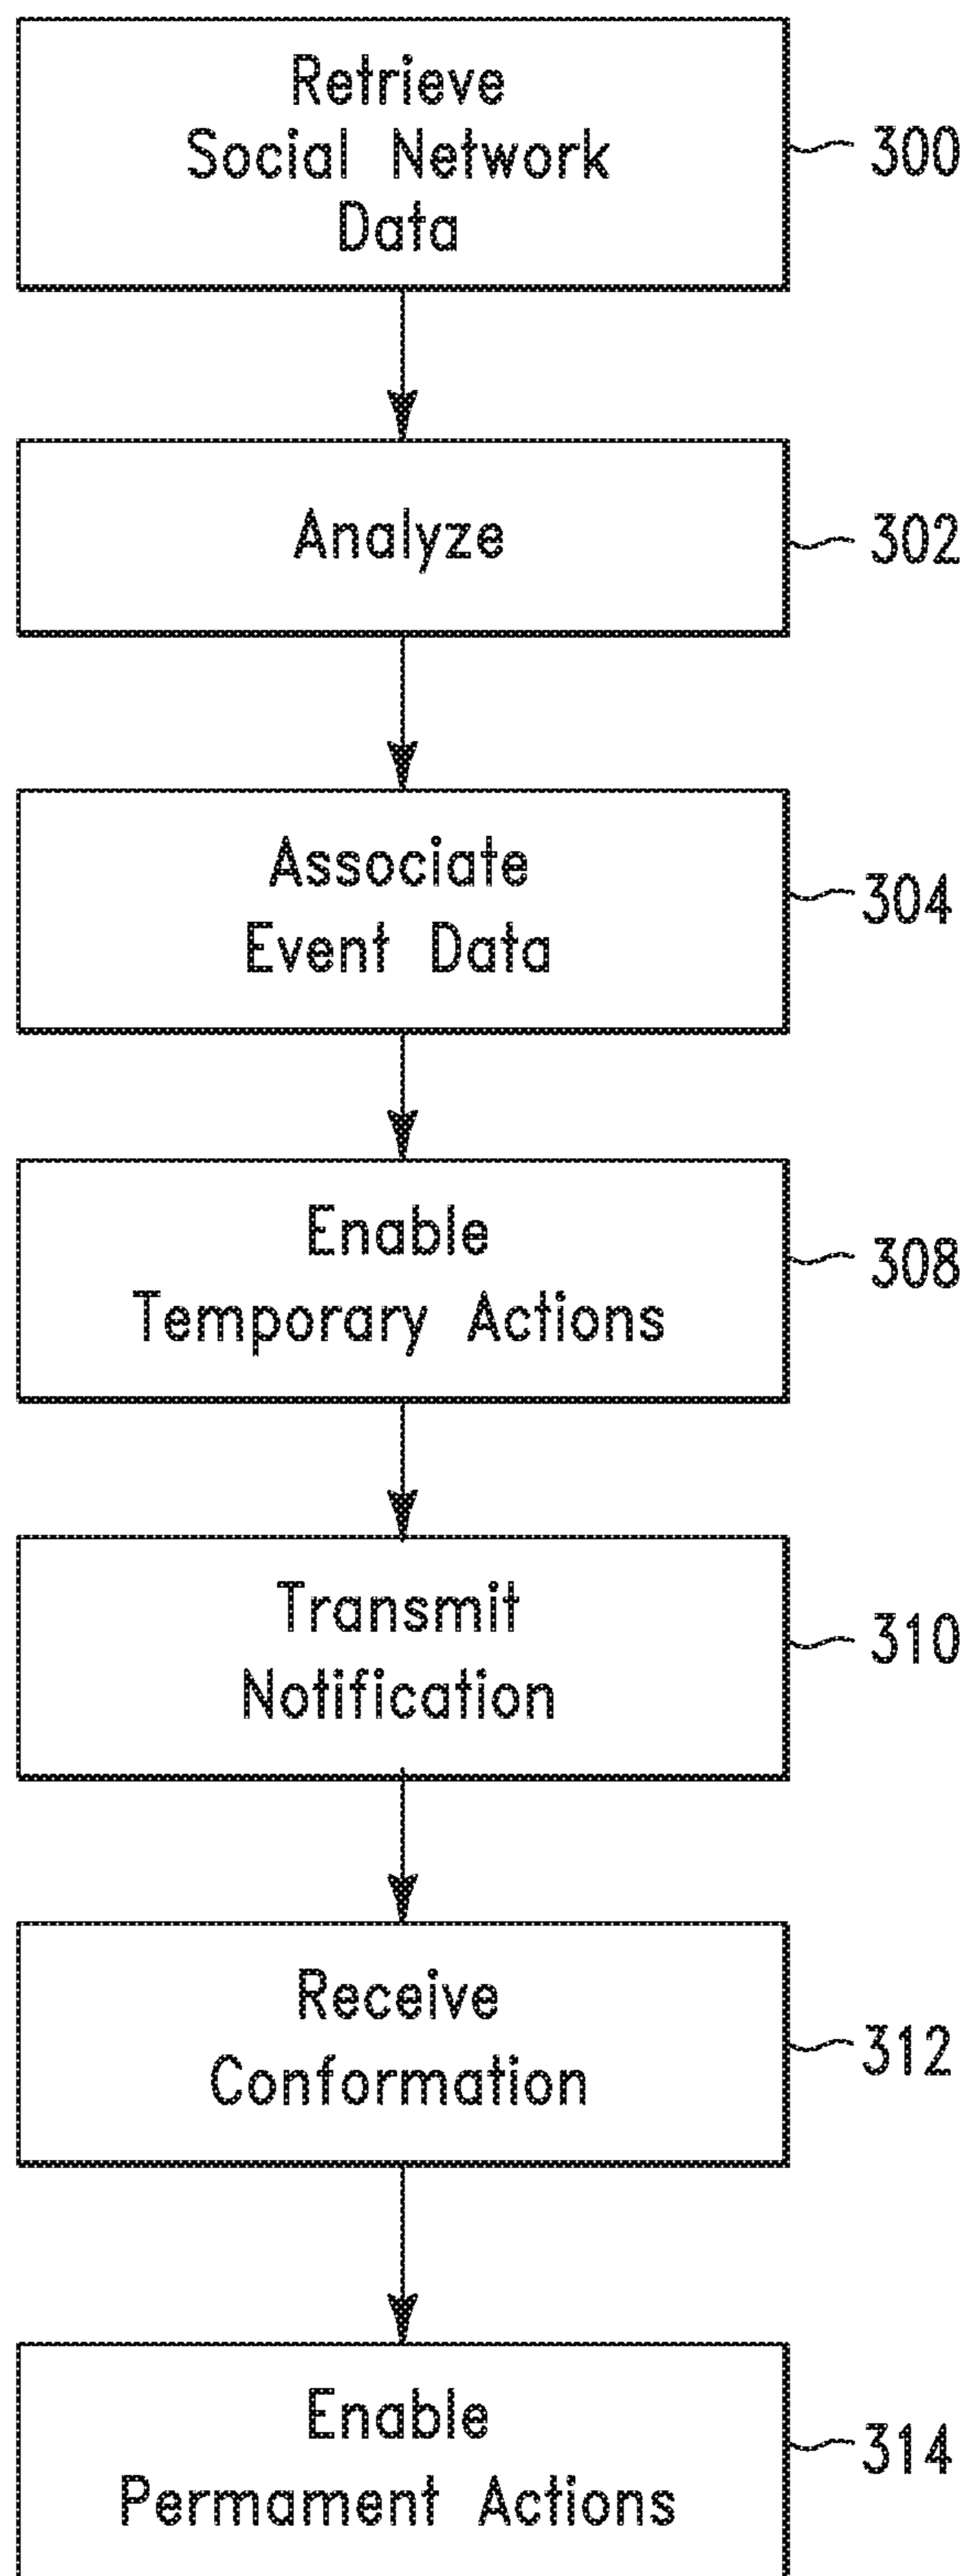 Retrieve
Social Network
Data
300
Analyze
302
Associate
Event Data
304
Enable
Temporary Actions
308
Transmit
Notification
310
Receive
Conformation
312
Enable
Permament Actions
314